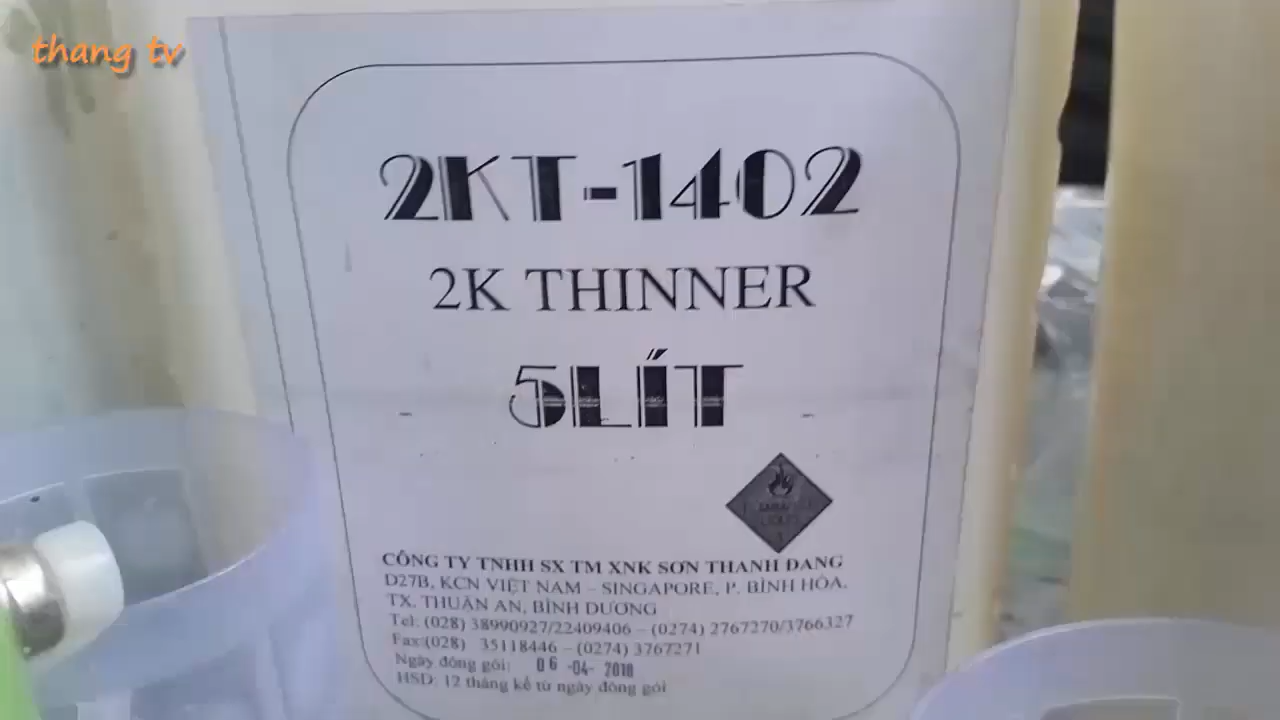 thang tv
2KT-1402
2K THINNER
5LÍT
CÔNG TY TNHH SX TM XNK SƠN THANH ĐANG
D27B, KCN VIỆT NAM – SINGAPORE, P. BÌNH HÒA,
TX. THUẬN AN, BÌNH DƯƠNG
Tel: (028) 38990927/22409406 – (0274) 2767270/3766327
Fax:(028) 35118446 – (0274) 3767271
Ngày đóng gói: 06 -04- 2018
HSD: 12 tháng kể từ ngày đóng gói